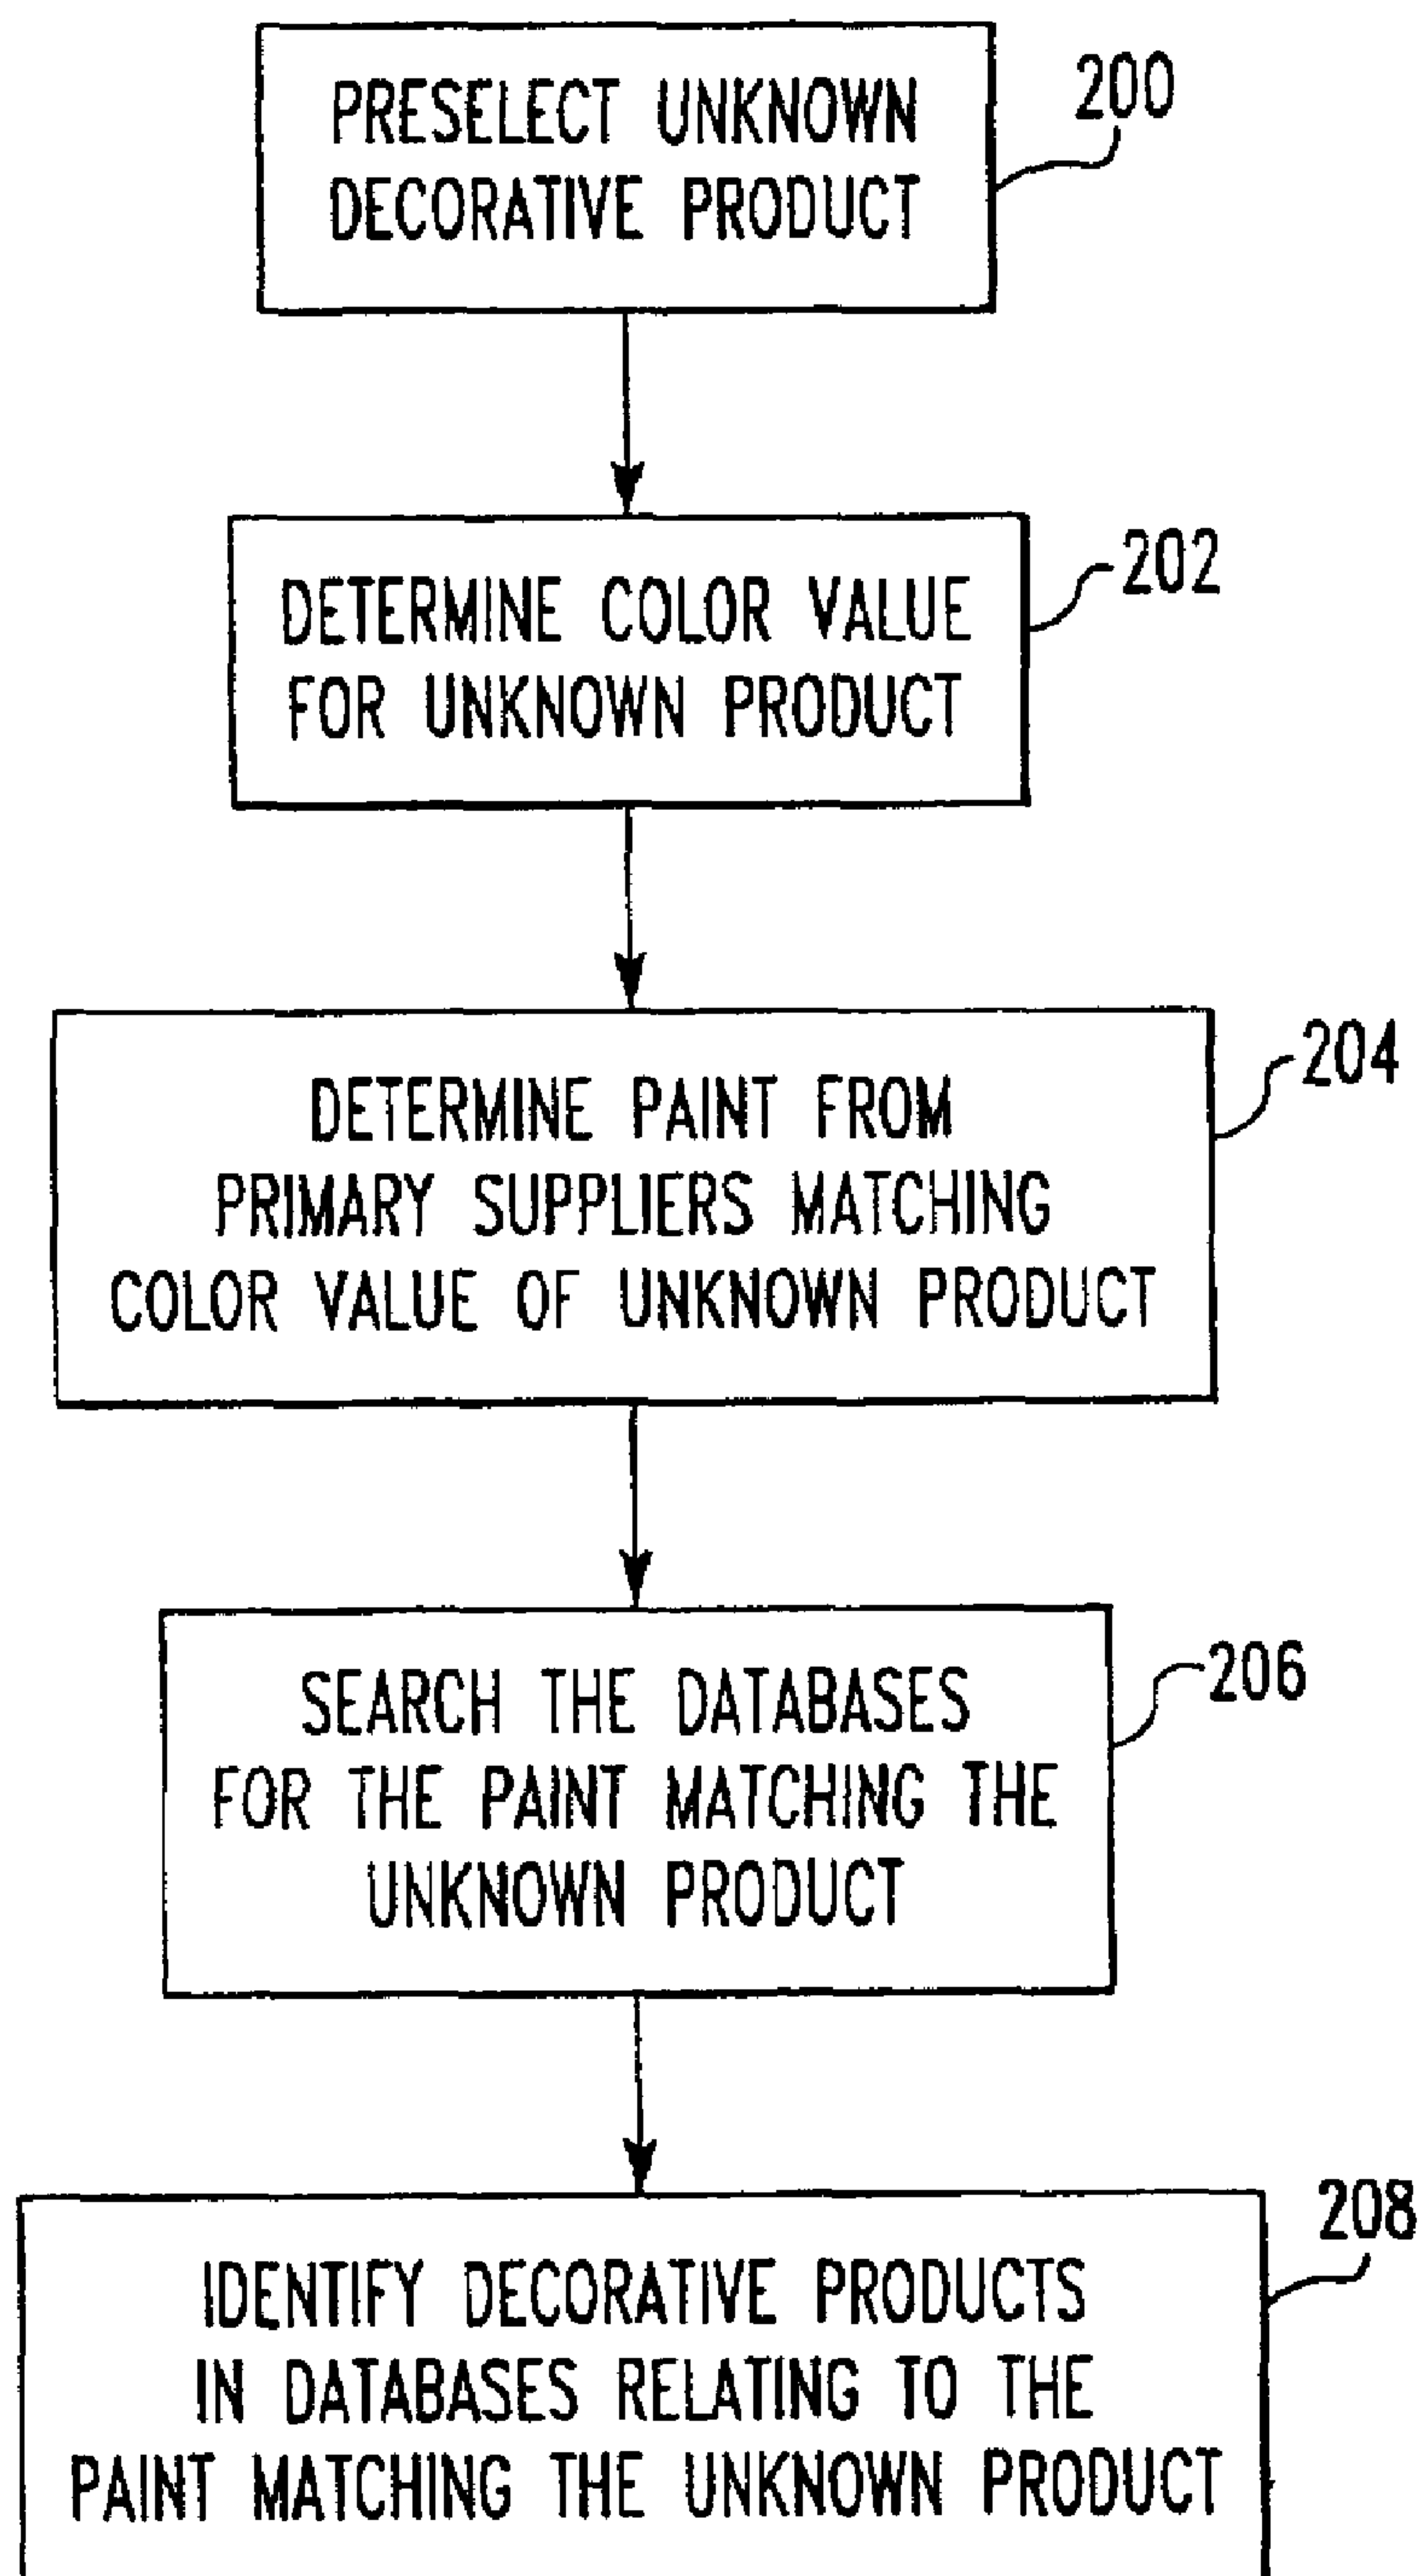 PRESELECT UNKNOWN
DECORATIVE PRODUCT
200
DETERMINE COLOR VALUE
FOR UNKNOWN PRODUCT
202
DETERMINE PAINT FROM
PRIMARY SUPPLIERS MATCHING
COLOR VALUE OF UNKNOWN PRODUCT
204
SEARCH THE DATABASES
FOR THE PAINT MATCHING THE
UNKNOWN PRODUCT
206
IDENTIFY DECORATIVE PRODUCTS
IN DATABASES RELATING TO THE
PAINT MATCHING THE UNKNOWN PRODUCT
208